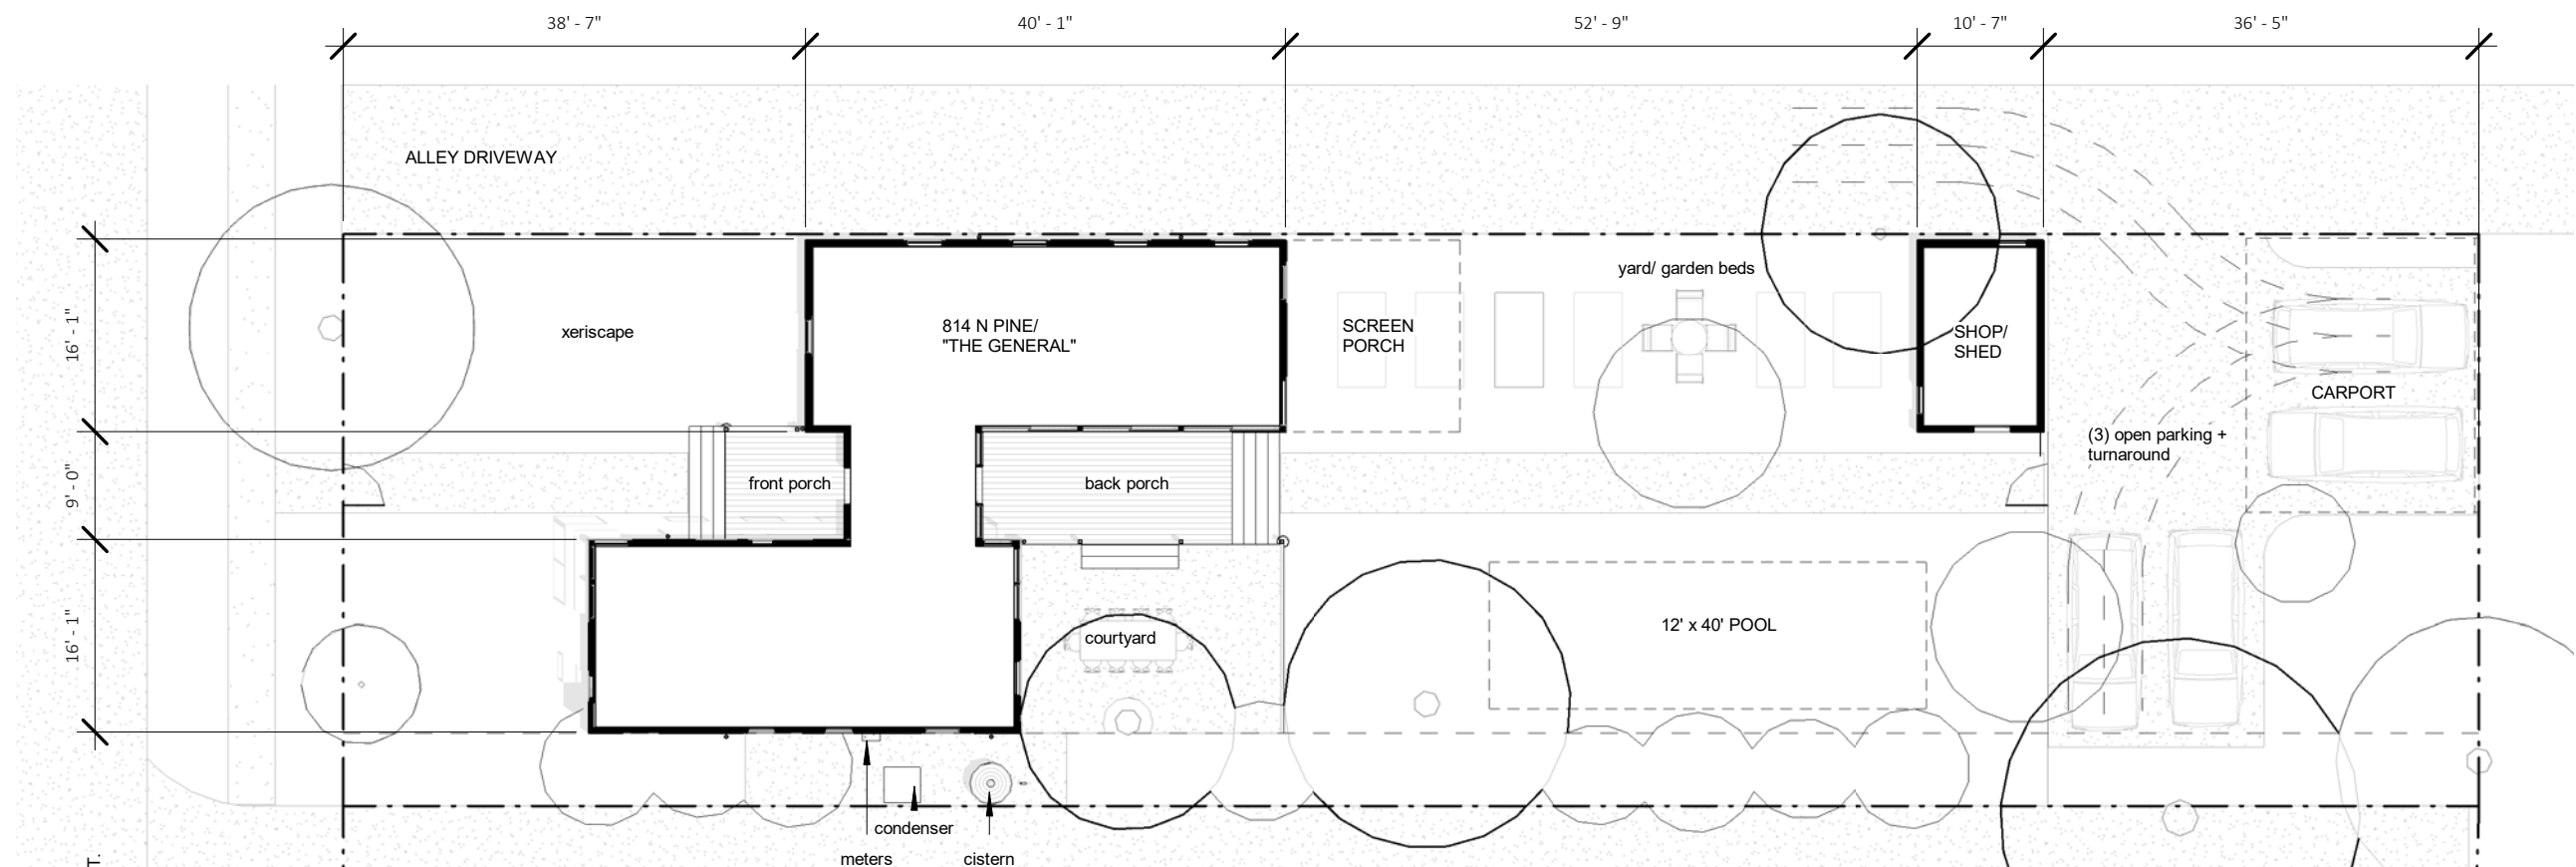 38' - 7"
40' - 1"
52' - 9"
10' - 7"
36' - 5"
ALLEY DRIVEWAY
16' - 1"
9' - 0"
16' - 1"
xeriscape
814 N PINE/
"THE GENERAL"
SCREEN
PORCH
yard/ garden beds
SHOP/
SHED
CARPORT
(3) open parking +
turnaround
front porch
back porch
courtyard
12' x 40' POOL
condenser
meters
cistern
T.